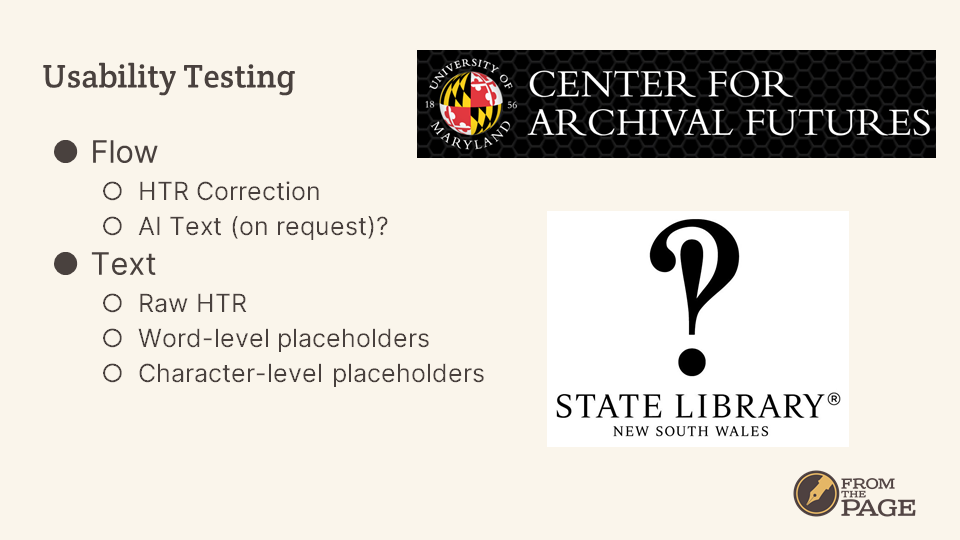 Usability Testing
● Flow
○ HTR Correction
○ AI Text (on request)?
● Text
○ Raw HTR
○ Word-level placeholders
○ Character-level placeholders
UNIVERSITY OF
18 56
MARYLAND
CENTER FOR
ARCHIVAL FUTURES
?
STATE LIBRARY®
NEW SOUTH WALES
FROM
THE
PAGE